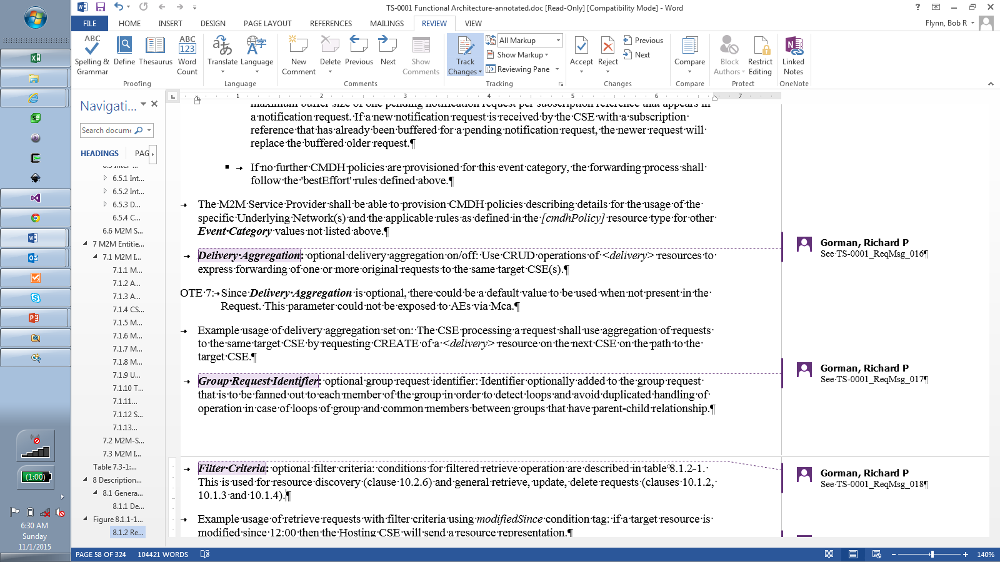 TS-0001 Functional Architecture-annotated.doc [Read-Only] [Compatibility Mode] - Word
FILE HOME INSERT DESIGN PAGE LAYOUT REFERENCES MAILINGS REVIEW VIEW
Flynn, Bob R
ABC
Spelling & Grammar
Define
Thesaurus
ABC 123
Word Count
Proofing
Translate
Language
Language
New Comment
Delete
Previous
Next
Show Comments
Comments
Track Changes
All Markup
Show Markup
Reviewing Pane
Tracking
Accept
Reject
Previous
Next
Changes
Compare
Compare
Block Authors
Restrict Editing
Protect
Linked Notes
OneNote
Navigati...
Search docume
HEADINGS PAG
6.5.1 Int...
6.5.2 Int...
6.5.3 D...
6.5.4 C...
6.6 M2M S...
7 M2M Entitie...
7.1 M2M I...
7.1.1 M...
7.1.2 A...
7.1.3 A...
7.1.4 CS...
7.1.5 M...
7.1.6 M...
7.1.7 M...
7.1.8 M...
7.1.9 U...
7.1.10 T...
7.1.11...
7.1.12 S...
7.1.13...
7.2 M2M-S...
7.3 M2M I...
Table 7.3-1:...
8 Description...
8.1 Genera...
8.1.1 De...
Figure 8.1.1-1...
8.1.2 Re...
1 2 3 4 5 6 7
maximum buffer size of one pending notification request per subscription reference that appears in
a notification request. If a new notification request is received by the CSE with a subscription
reference that has already been buffered for a pending notification request, the newer request will
replace the buffered older request.¶
▪ → If no further CMDH policies are provisioned for this event category, the forwarding process shall
follow the 'bestEffort' rules defined above.¶
→ The M2M Service Provider shall be able to provision CMDH policies describing details for the usage of the
specific Underlying Network(s) and the applicable rules as defined in the [cmdhPolicy] resource type for other
Event Category values not listed above.¶
→ Delivery Aggregation: optional delivery aggregation on/off: Use CRUD operations of <delivery> resources to
express forwarding of one or more original requests to the same target CSE(s).¶
OTE 7:→Since Delivery Aggregation is optional, there could be a default value to be used when not present in the
Request. This parameter could not be exposed to AEs via Mca.¶
→ Example usage of delivery aggregation set on: The CSE processing a request shall use aggregation of requests
to the same target CSE by requesting CREATE of a <delivery> resource on the next CSE on the path to the
target CSE.¶
→ Group Request Identifier: optional group request identifier: Identifier optionally added to the group request
that is to be fanned out to each member of the group in order to detect loops and avoid duplicated handling of
operation in case of loops of group and common members between groups that have parent-child relationship.¶
→ Filter Criteria: optional filter criteria: conditions for filtered retrieve operation are described in table°8.1.2-1.
This is used for resource discovery (clause 10.2.6) and general retrieve, update, delete requests (clauses 10.1.2,
10.1.3 and 10.1.4).¶
→ Example usage of retrieve requests with filter criteria using modifiedSince condition tag: if a target resource is
modified since 12:00 then the Hosting CSE will send a resource representation.¶
Gorman, Richard P
See TS-0001_ReqMsg_016¶
Gorman, Richard P
See TS-0001_ReqMsg_017¶
Gorman, Richard P
See TS-0001_ReqMsg_018¶
(1:00)
6:30 AM
Sunday
11/1/2015
PAGE 58 OF 324 104421 WORDS
140%